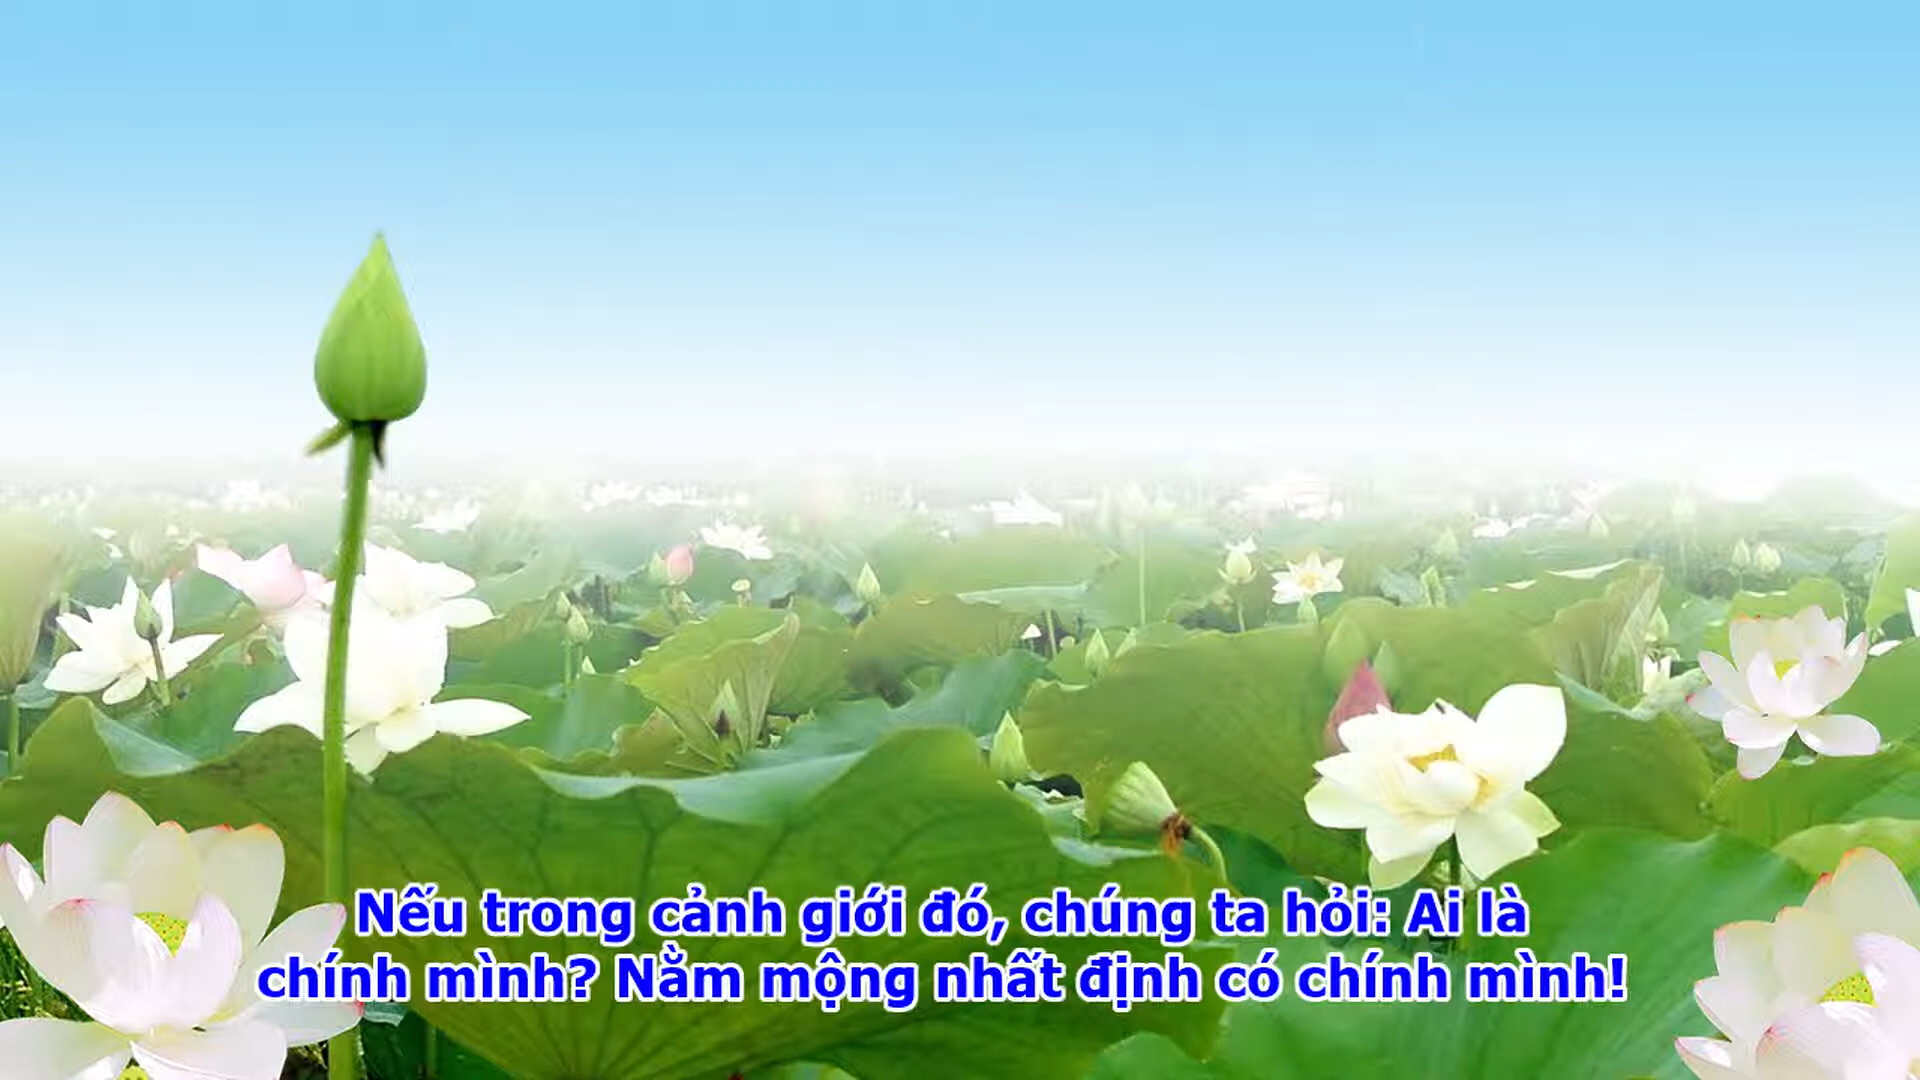 Nếu trong cảnh giới đó, chúng ta hỏi: Ai là
chính mình? Nằm mộng nhất định có chính mình!